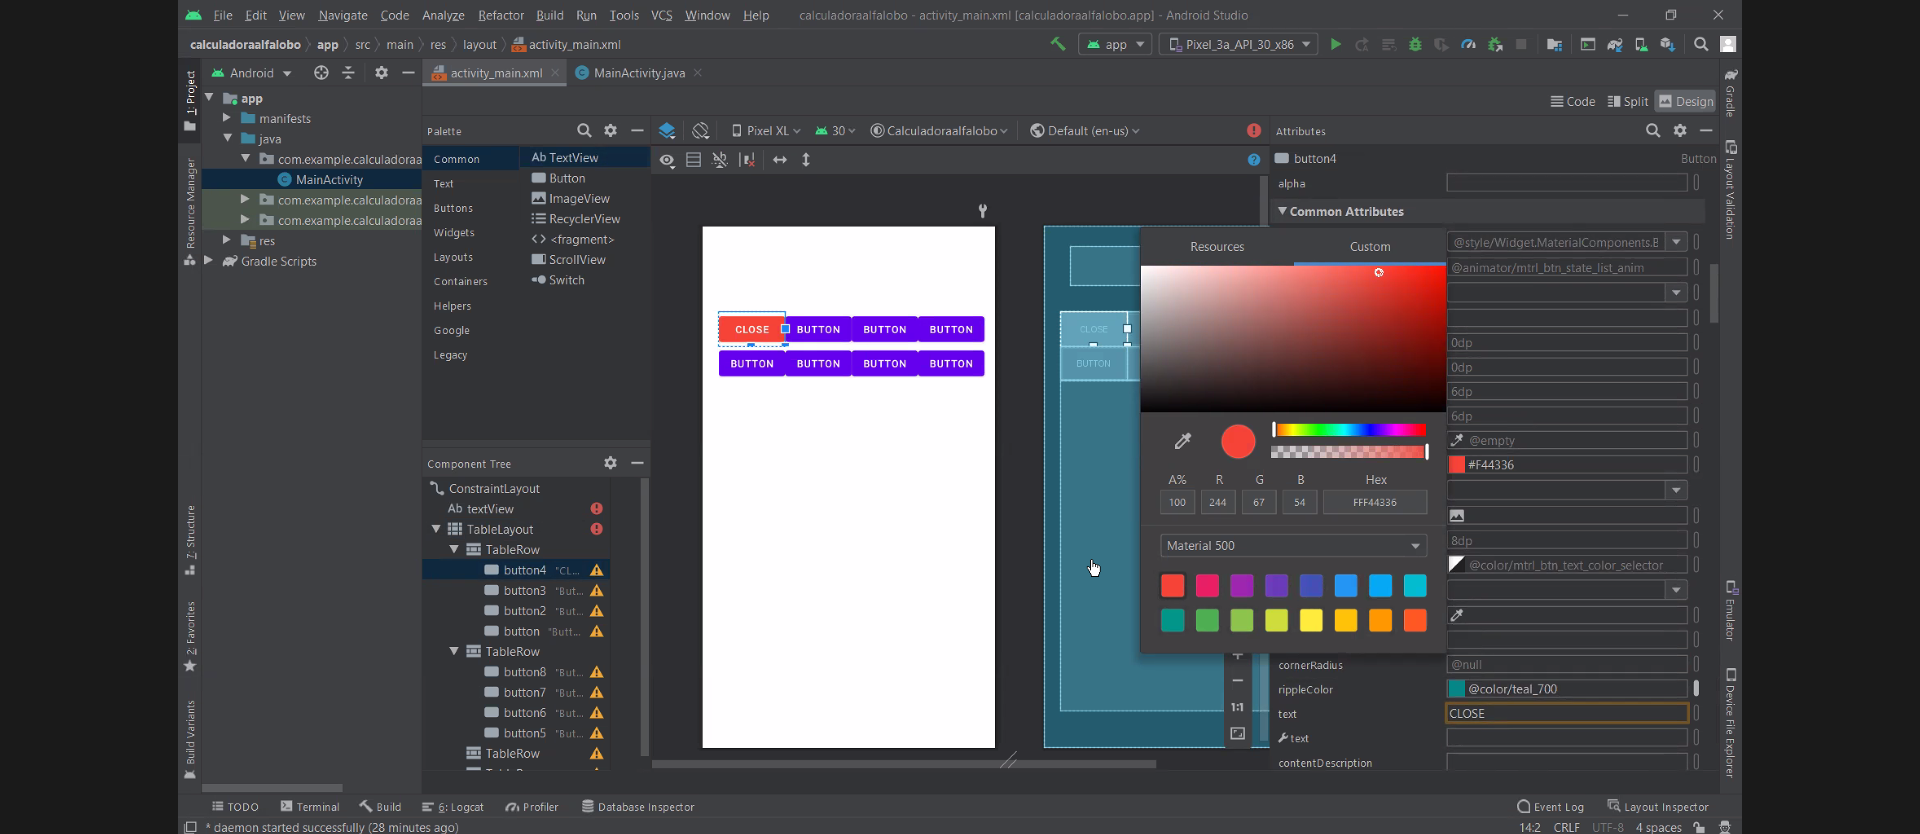 File Edit View Navigate Code Analyze Refactor Build Run Tools VCS Window Help calculadoraalfalobo - activity_main.xml [calculadoraalfalobo.app] - Android Studio
calculadoraalfalobo app src main res layout activity_main.xml app Pixel_3a_API_30_x86
1: Project Android activity_main.xml MainActivity.java Gradle
app Code Split Design
manifests
java Palette Pixel XL 30 Calculadoraalfalobo Default (en-us) Attributes
com.example.calculadoraa Common Ab TextView button4 Button
MainActivity Text Button alpha
com.example.calculadoraa Buttons ImageView Common Attributes
com.example.calculadoraa Widgets RecyclerView
res Layouts <fragment>
Gradle Scripts Containers ScrollView
Helpers Switch
Google
Legacy
Resource Manager
Layout Validation
Resources Custom
@style/Widget.MaterialComponents.B
@animator/mtrl_btn_state_list_anim
CLOSE BUTTON BUTTON BUTTON
BUTTON BUTTON BUTTON BUTTON
CLOSE
BUTTON
0dp
0dp
6dp
6dp
@empty
#F44336
8dp
@color/mtrl_btn_text_color_selector
A% R G B Hex
100 244 67 54 FFF44336
Material 500
Component Tree
ConstraintLayout
Ab textView
TableLayout
TableRow
button4 "CL...
button3 "But...
button2 "But...
button "Butt...
TableRow
button8 "But...
button7 "But...
button6 "But...
button5 "But...
TableRow
7: Structure
2: Favorites
Build Variants
1:1
cornerRadius @null
rippleColor @color/teal_700
text CLOSE
text
contentDescription
Emulator
Device File Explorer
TODO Terminal Build 6: Logcat Profiler Database Inspector Event Log Layout Inspector
* daemon started successfully (28 minutes ago) 14:2 CRLF UTF-8 4 spaces